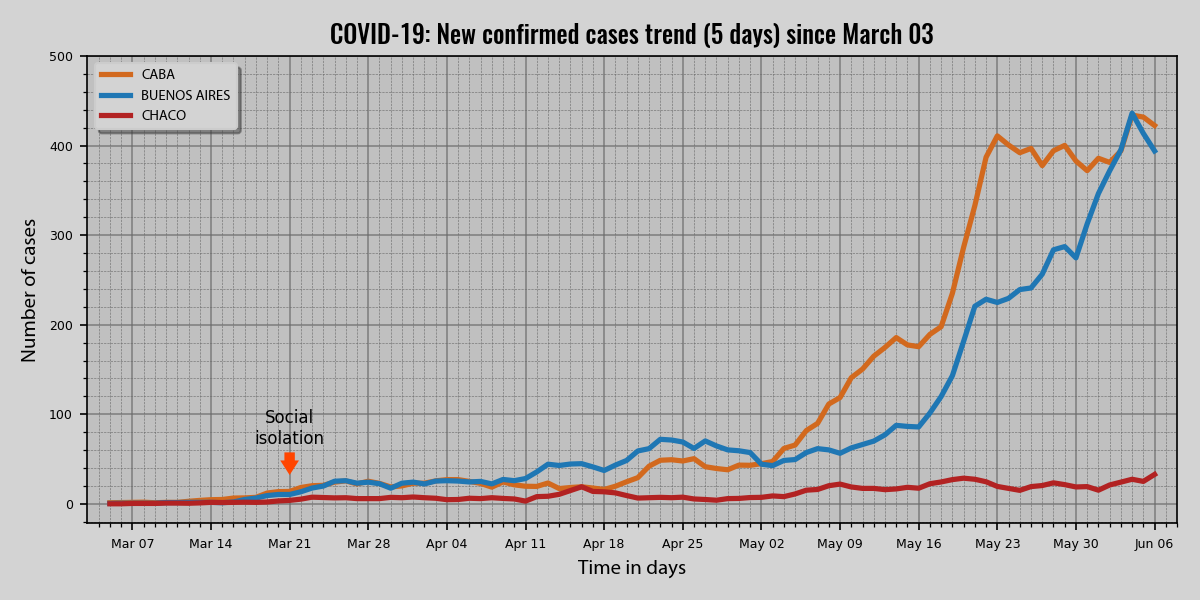 COVID-19: New confirmed cases trend (5 days) since March 03
CABA
BUENOS AIRES
CHACO
Number of cases
500
400
300
200
100
0
Social
isolation
Mar 07
Mar 14
Mar 21
Mar 28
Apr 04
Apr 11
Apr 18
Apr 25
May 02
May 09
May 16
May 23
May 30
Jun 06
Time in days